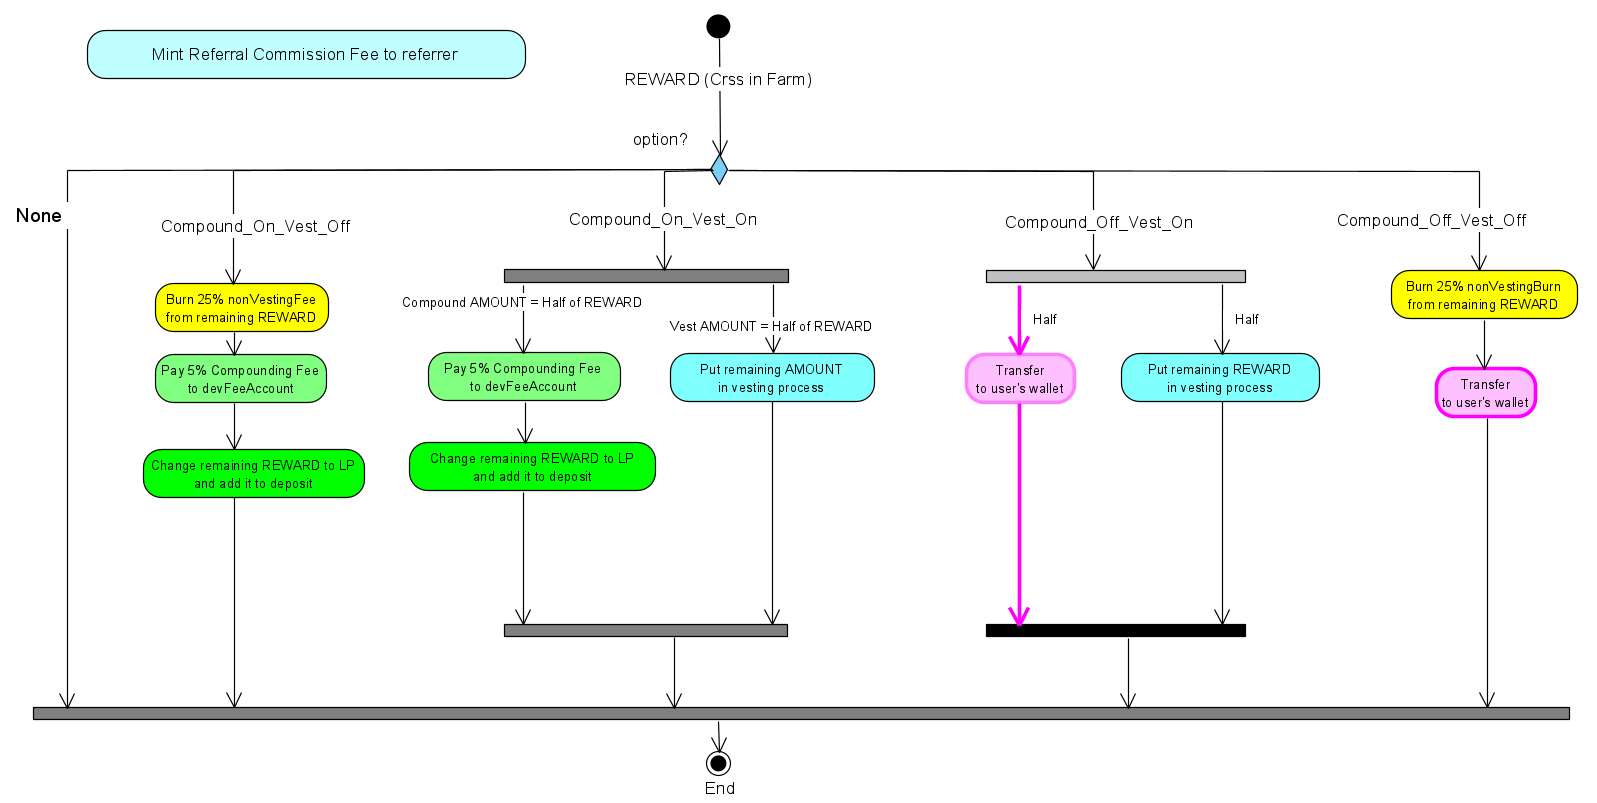 Mint Referral Commission Fee to referrer
REWARD (Crss in Farm)
option?
None
Compound_On_Vest_Off
Burn 25% nonVestingFee
from remaining REWARD
Pay 5% Compounding Fee
to devFeeAccount
Change remaining REWARD to LP
and add it to deposit
Compound_On_Vest_On
Compound AMOUNT = Half of REWARD
Vest AMOUNT = Half of REWARD
Pay 5% Compounding Fee
to devFeeAccount
Put remaining AMOUNT
in vesting process
Change remaining REWARD to LP
and add it to deposit
Compound_Off_Vest_On
Half
Half
Transfer
to user's wallet
Put remaining REWARD
in vesting process
Compound_Off_Vest_Off
Burn 25% nonVestingBurn
from remaining REWARD
Transfer
to user's wallet
End